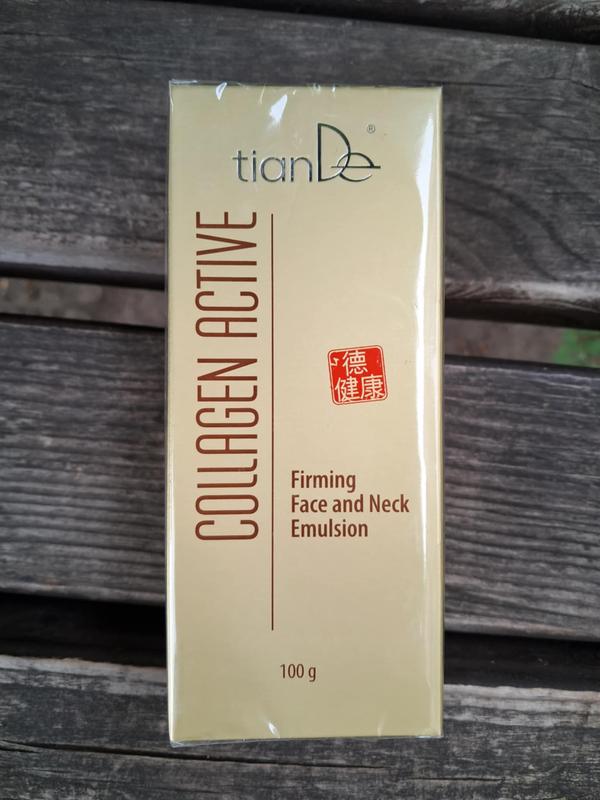 tianDe®
COLLAGEN ACTIVE
德
健康
Firming
Face and Neck
Emulsion
100 g